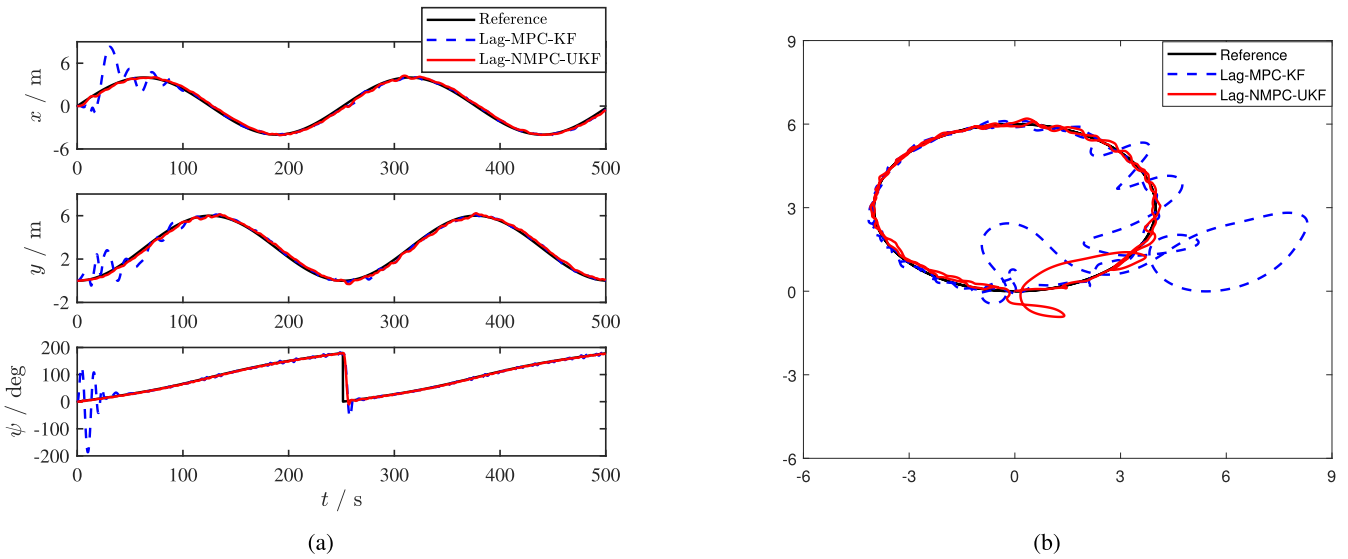 Reference
Lag-MPC-KF
Lag-NMPC-UKF
x / m
6
0
-6
0 100 200 300 400 500
y / m
6
2
-2
0 100 200 300 400 500
ψ / deg
200
100
0
-100
-200
0 100 200 300 400 500
t / s
(a)
Reference
Lag-MPC-KF
Lag-NMPC-UKF
9
6
3
0
-3
-6
-6 -3 0 3 6 9
(b)